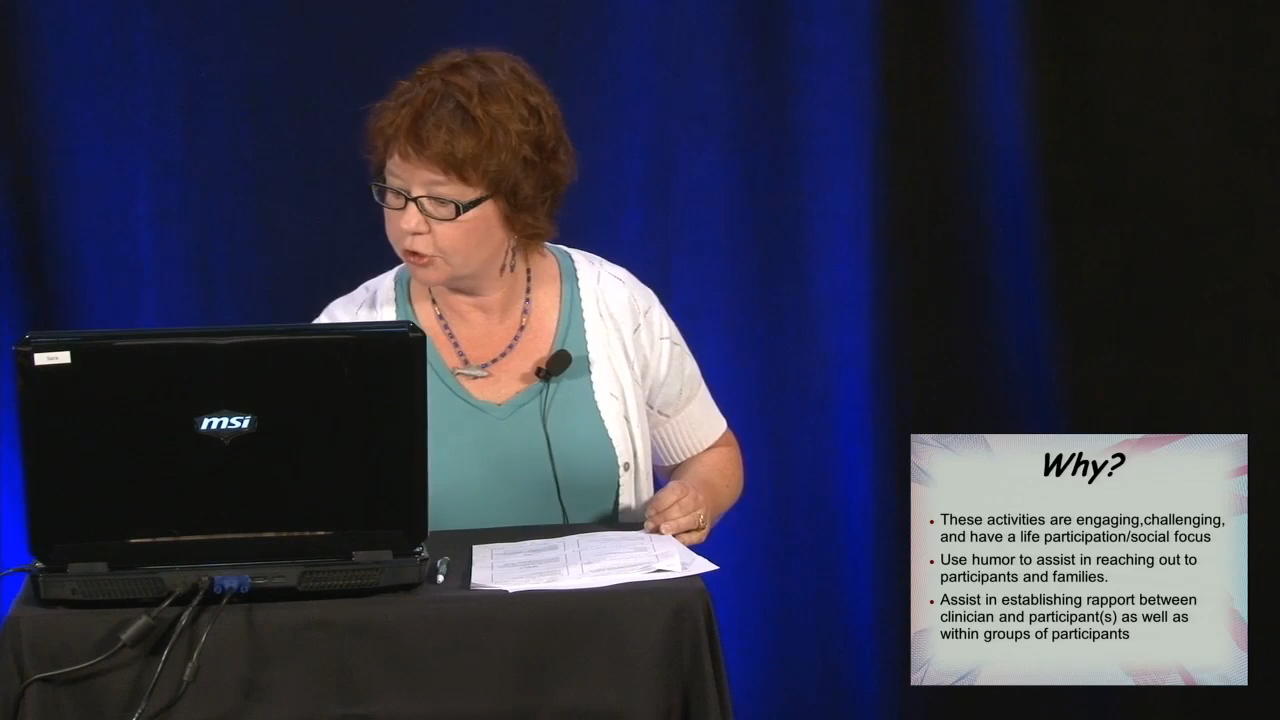 Sara
msi
Why?
• These activities are engaging,challenging,
and have a life participation/social focus
• Use humor to assist in reaching out to
participants and families.
• Assist in establishing rapport between
clinician and participant(s) as well as
within groups of participants